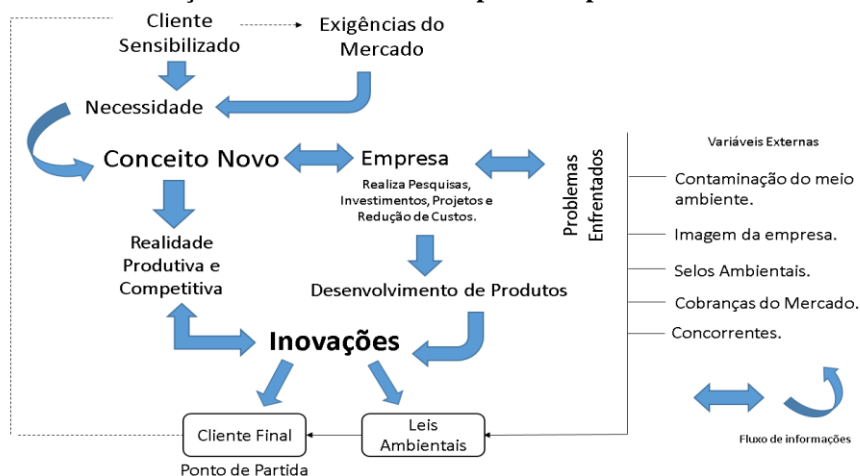 Cliente
Sensibilizado
Exigências do
Mercado
Necessidade
Conceito Novo
Empresa
Realiza Pesquisas,
Investimentos, Projetos e
Redução de Custos.
Problemas
Enfrentados
Variáveis Externas
Contaminação do meio
ambiente.
Imagem da empresa.
Selos Ambientais.
Cobranças do Mercado.
Concorrentes.
Realidade
Produtiva e
Competitiva
Desenvolvimento de Produtos
Inovações
Cliente Final
Leis
Ambientais
Ponto de Partida
Fluxo de informações